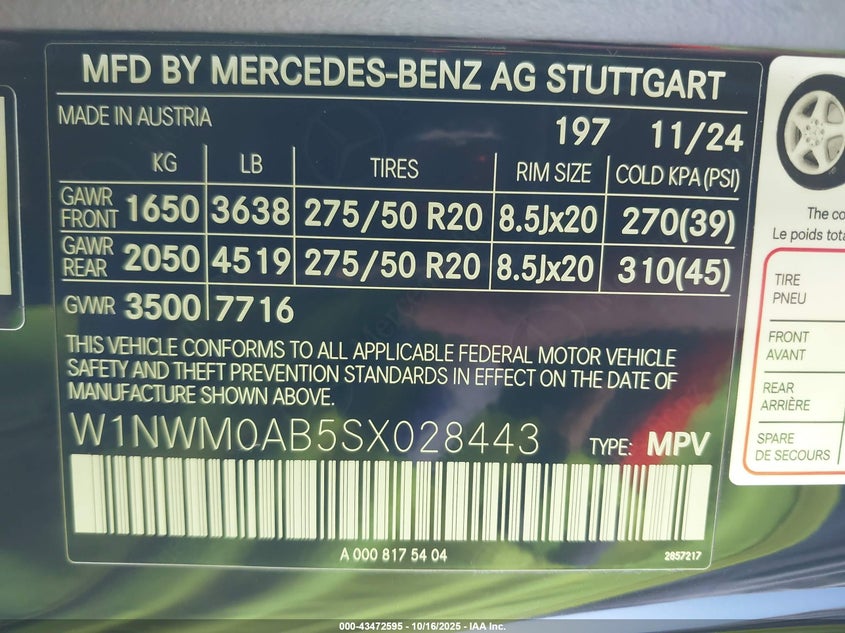 MFD BY MERCEDES-BENZ AG STUTTGART
MADE IN AUSTRIA 197 11/24
KG LB TIRES RIM SIZE COLD KPA (PSI)
GAWR FRONT 1650 3638 275/50 R20 8.5Jx20 270(39)
GAWR REAR 2050 4519 275/50 R20 8.5Jx20 310(45)
GVWR 3500 7716
THIS VEHICLE CONFORMS TO ALL APPLICABLE FEDERAL MOTOR VEHICLE
SAFETY AND THEFT PREVENTION STANDARDS IN EFFECT ON THE DATE OF
MANUFACTURE SHOWN ABOVE.
W1NWM0AB5SX028443 TYPE: MPV
A 000 817 54 04 2857217
The co
Le poids tota
TIRE
PNEU
FRONT
AVANT
REAR
ARRIÈRE
SPARE
DE SECOURS
000-43472595 - 10/16/2025 - IAA Inc.